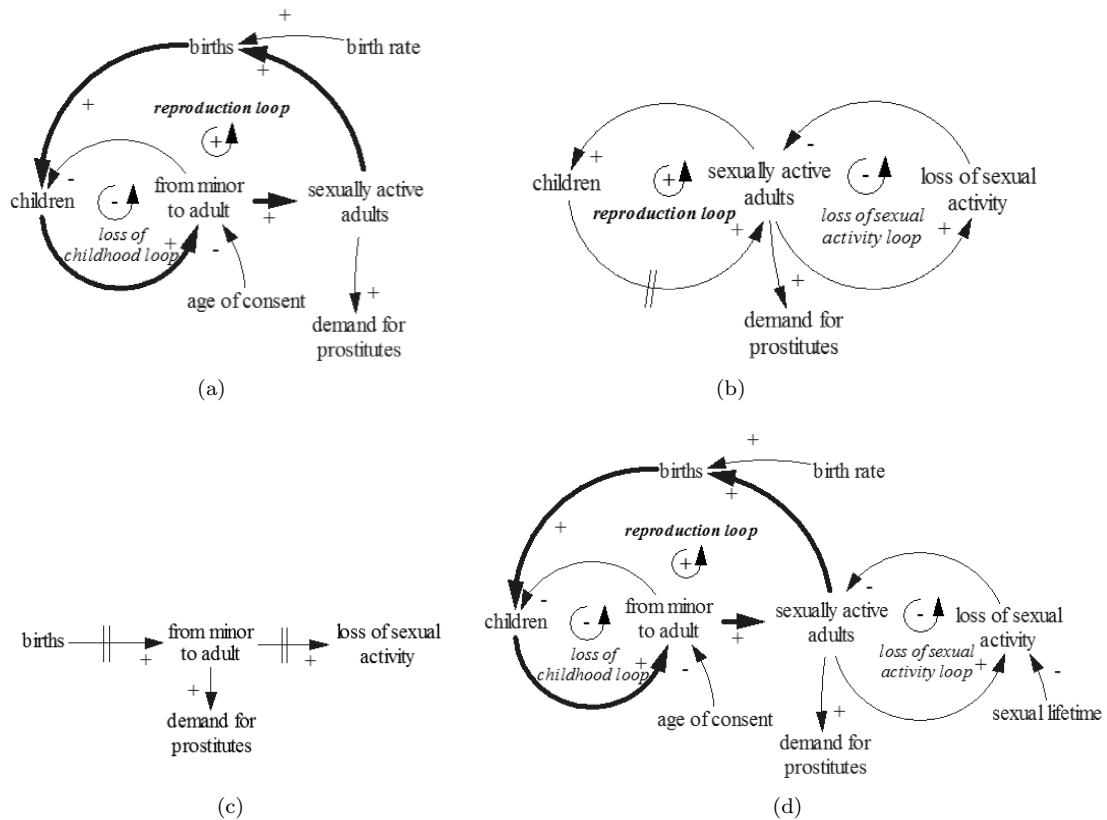 +
births
birth rate
+
+
reproduction loop
+
-
children
-
from minor
to adult
+
sexually active
adults
loss of
childhood loop
+
-
age of consent
+
demand for
prostitutes
(a)
+
children
+
reproduction loop
sexually active
adults
-
-
loss of sexual
activity
loss of sexual
activity loop
+
+
+
demand for
prostitutes
(b)
births
+
from minor
to adult
+
loss of sexual
activity
+
demand for
prostitutes
(c)
+
births
birth rate
+
+
reproduction loop
+
-
children
-
from minor
to adult
+
sexually active
adults
-
-
loss of sexual
activity
loss of
childhood loop
+
-
loss of sexual
activity loop
+
-
age of consent
+
sexual lifetime
demand for
prostitutes
(d)